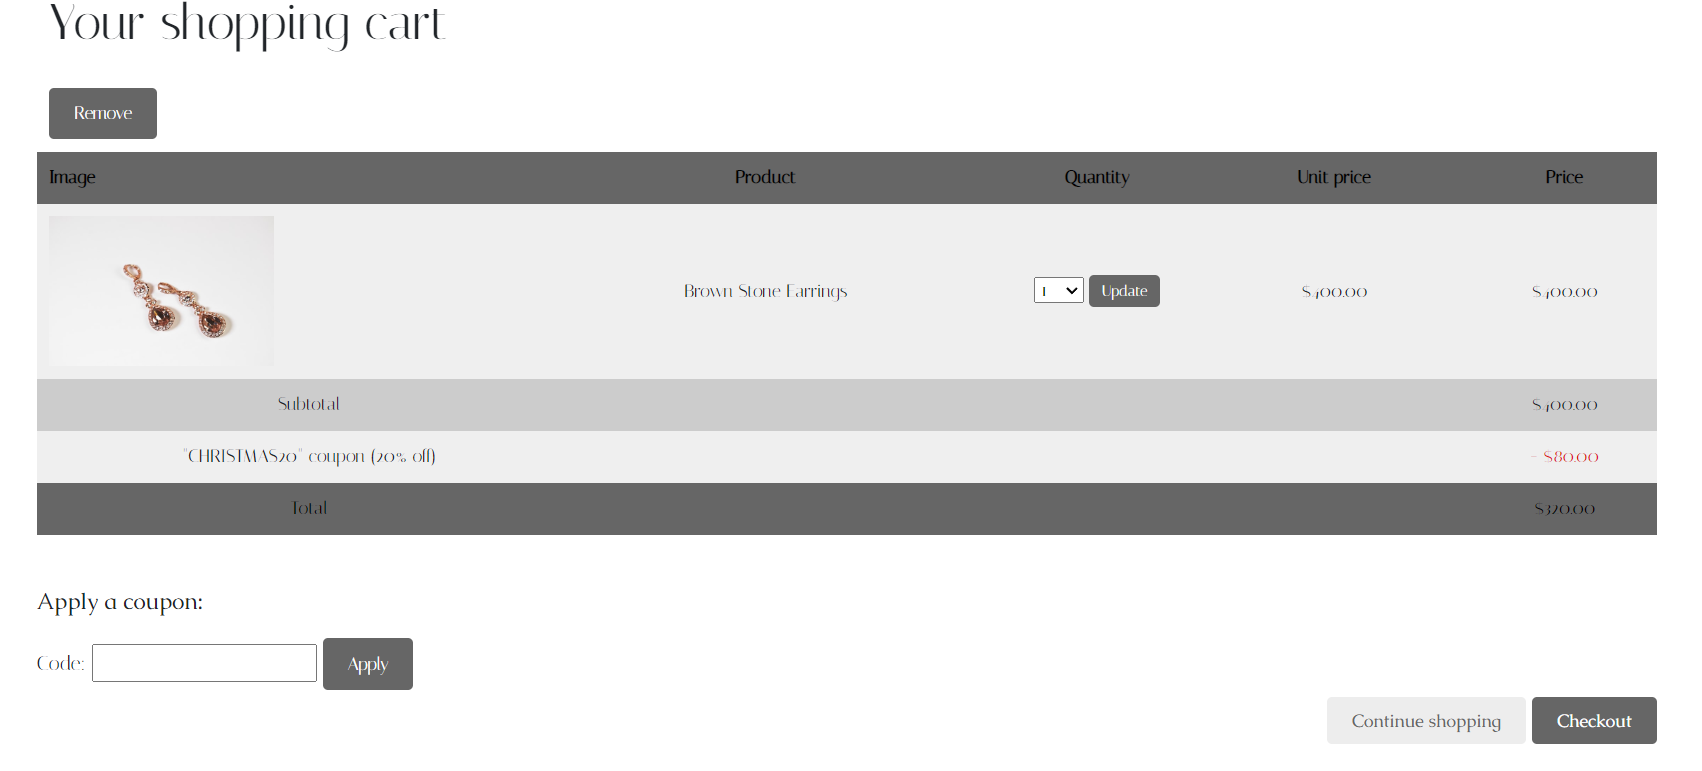 Your shopping cart
Remove
Image Product Quantity Unit price Price
Brown Stone Earrings 1 Update $400.00 $400.00
Subtotal $400.00
"CHRISTMAS20" coupon (20% off) - $80.00
Total $320.00
Apply a coupon:
Code: Apply
Continue shopping Checkout